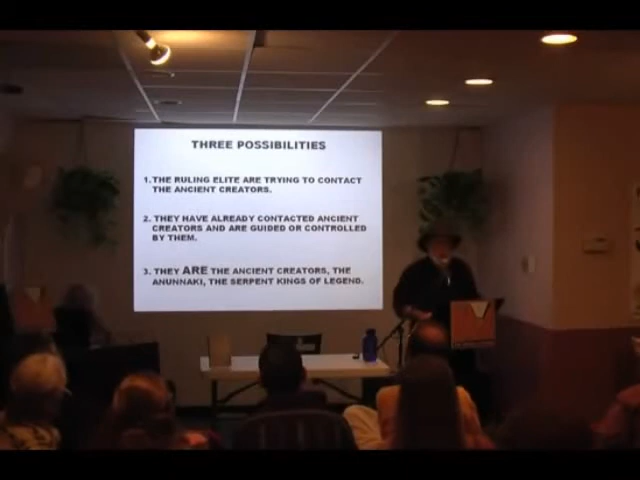 THREE POSSIBILITIES
1. THE RULING ELITE ARE TRYING TO CONTACT
THE ANCIENT CREATORS.
2. THEY HAVE ALREADY CONTACTED ANCIENT
CREATORS AND ARE GUIDED OR CONTROLLED
BY THEM.
3. THEY ARE THE ANCIENT CREATORS, THE
ANUNNAKI, THE SERPENT KINGS OF LEGEND.